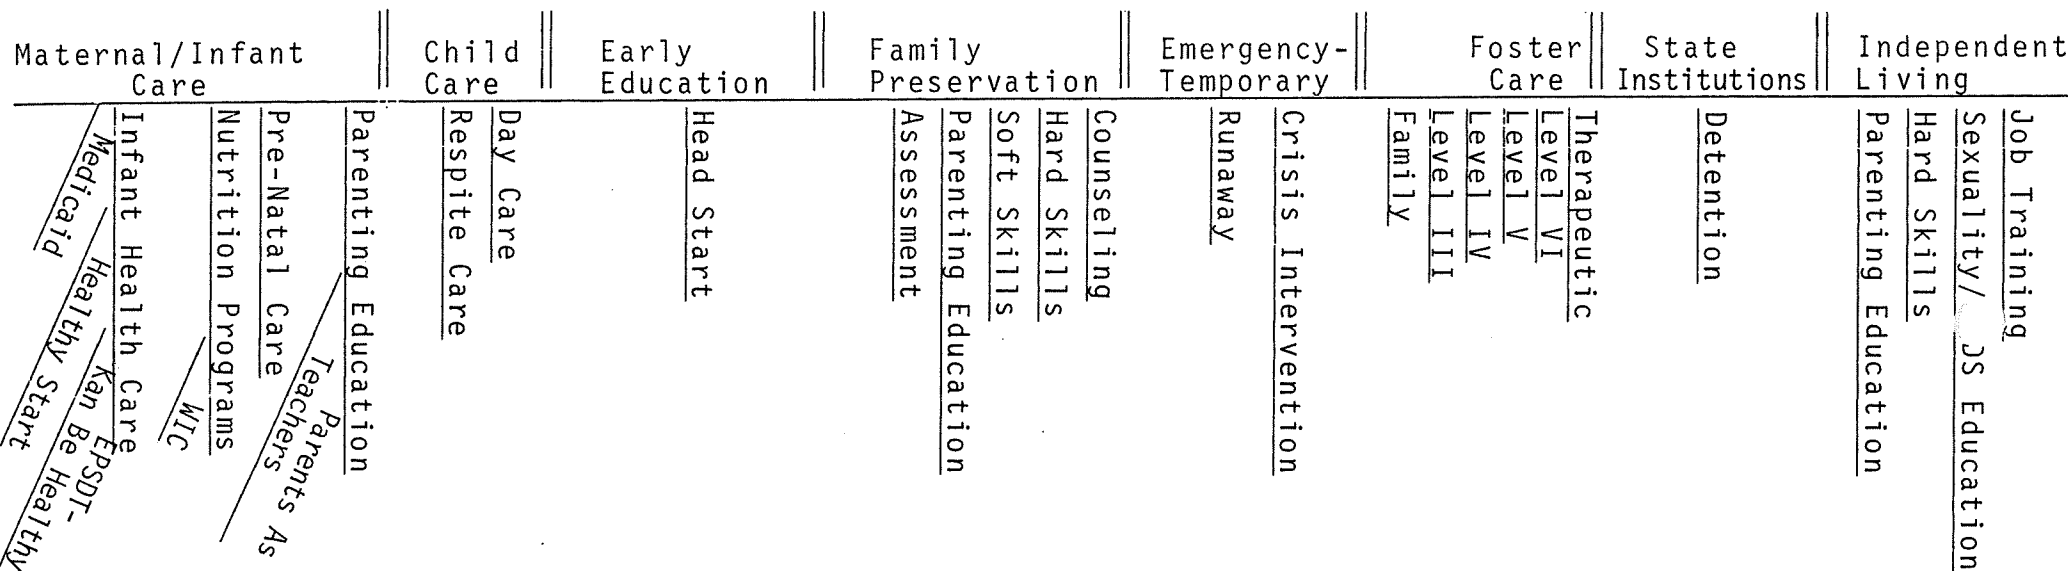 Maternal/Infant
Care
Child
Care
Early
Education
Family
Preservation
Emergency-
Temporary
Foster
Care
State
Institutions
Independent
Living
Medicaid
Infant Health Care
Healthy Start
EPSDT-
Kan Be Healthy
Nutrition Programs
WIC
Pre-Natal Care
Parenting Education
Parents As
Teachers
Respite Care
Day Care
Head Start
Assessment
Parenting Education
Soft Skills
Hard Skills
Counseling
Runaway
Crisis Intervention
Family
Level III
Level IV
Level V
Level VI
Therapeutic
Detention
Parenting Education
Hard Skills
Sexuality/ Education
Job Training